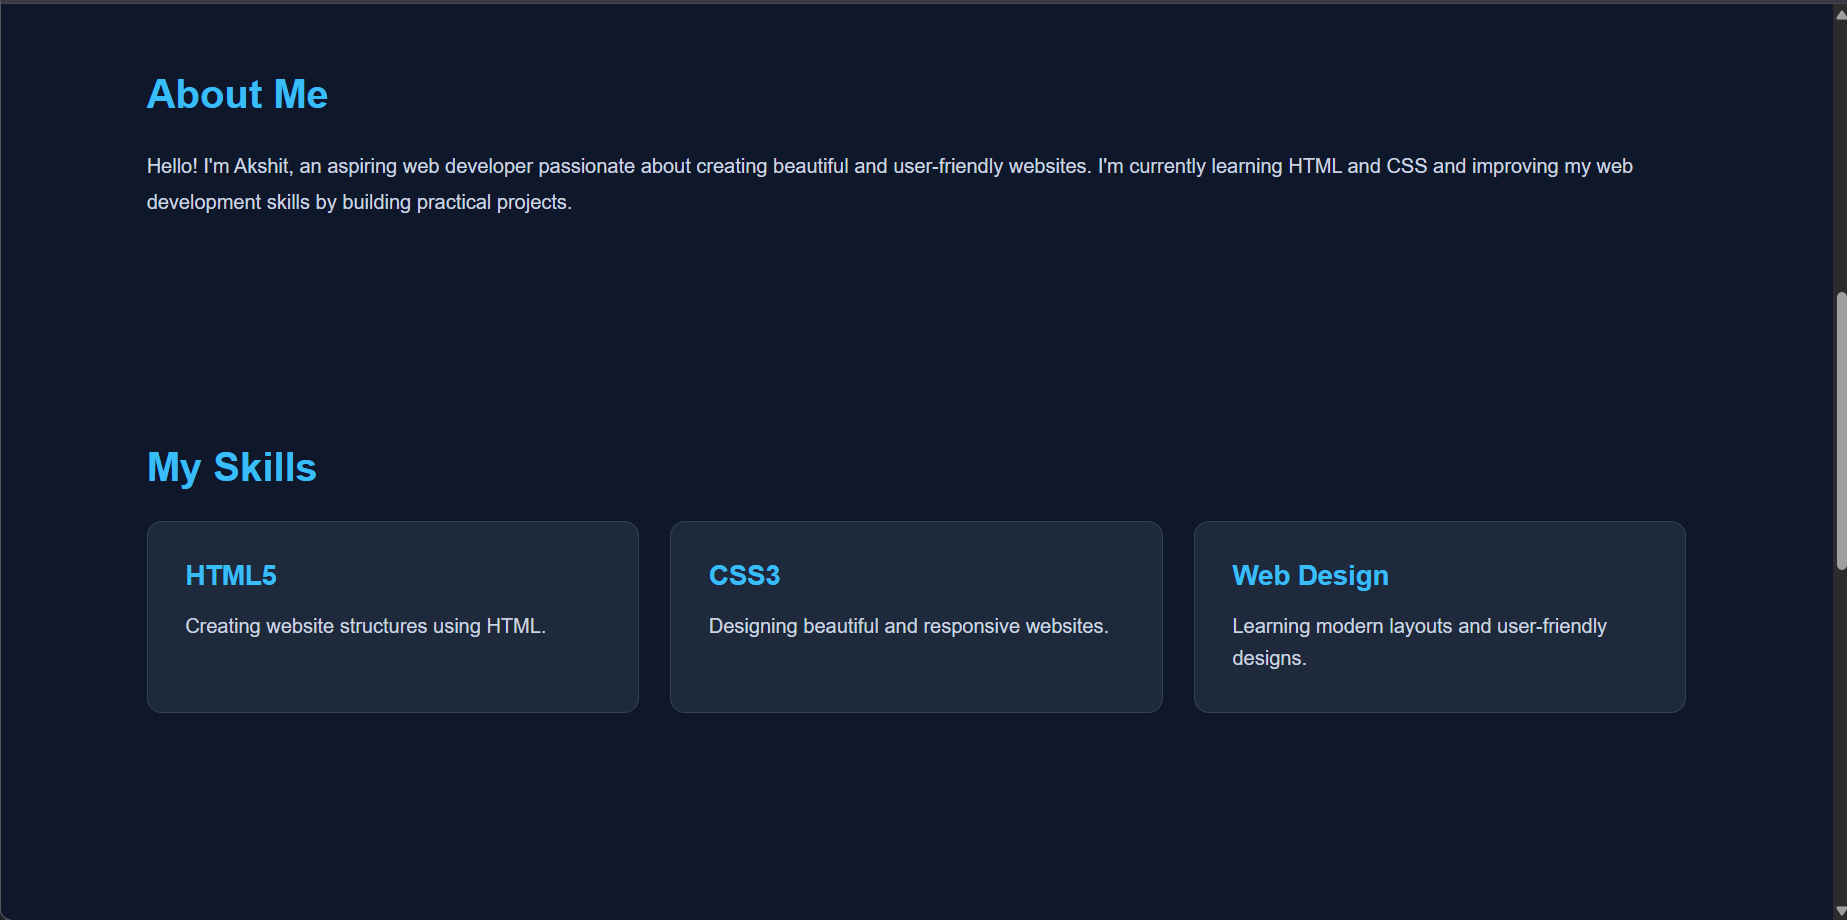 About Me
Hello! I'm Akshit, an aspiring web developer passionate about creating beautiful and user-friendly websites. I'm currently learning HTML and CSS and improving my web
development skills by building practical projects.
My Skills
HTML5
Creating website structures using HTML.
CSS3
Designing beautiful and responsive websites.
Web Design
Learning modern layouts and user-friendly
designs.